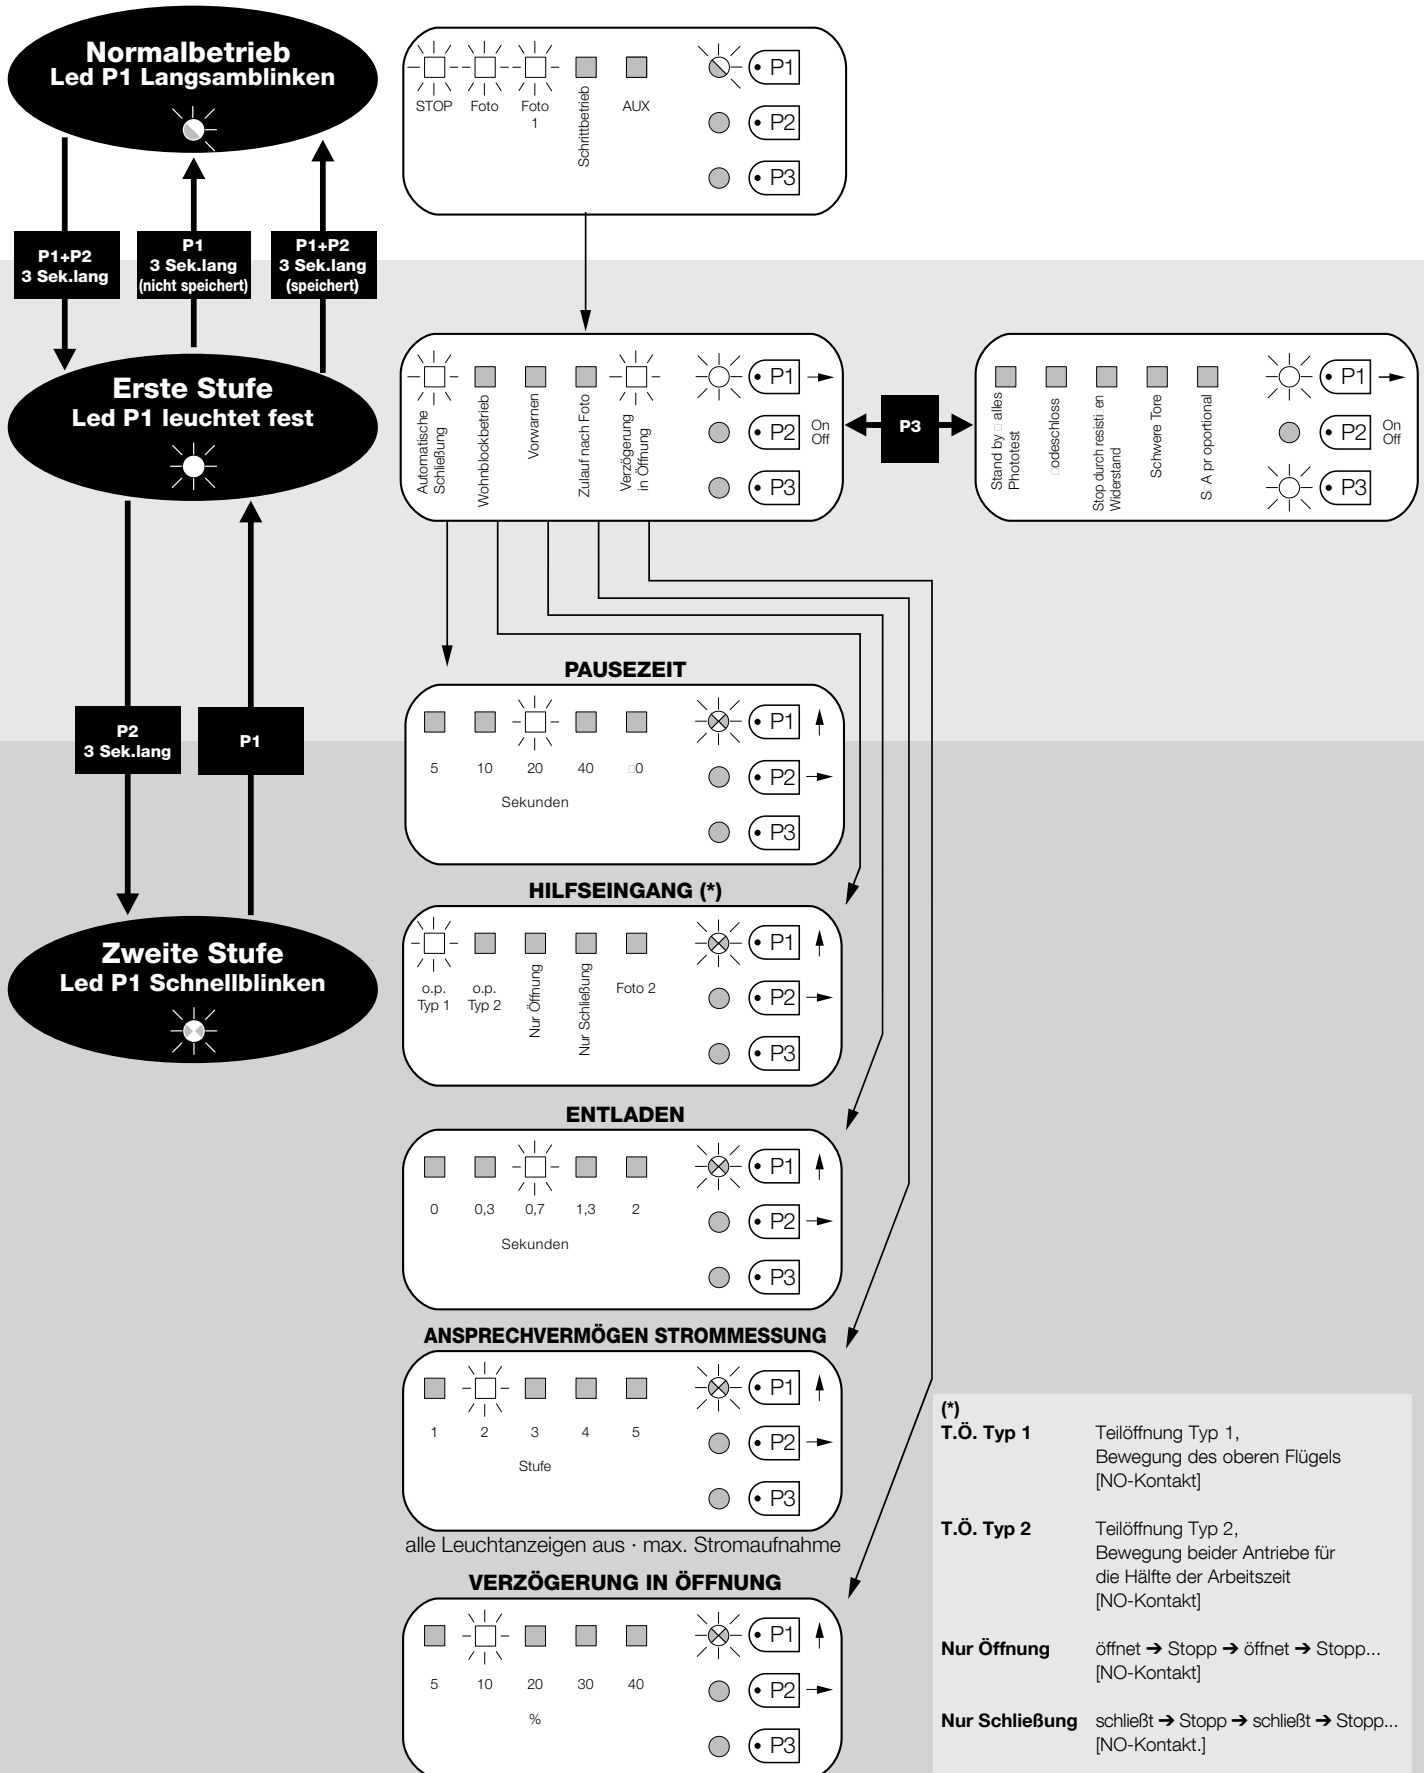 Normalbetrieb
Led P1 Langsamblinken
P1+P2
3 Sek.lang
P1
3 Sek.lang
(nicht speichert)
P1+P2
3 Sek.lang
(speichert)
Erste Stufe
Led P1 leuchtet fest
P2
3 Sek.lang
P1
Zweite Stufe
Led P1 Schnellblinken
STOP
Foto
Foto
1
Schrittbetrieb
AUX
P1
P2
P3
Automatische
Schließung
Wohnblockbetrieb
Vorwarnen
Zulauf nach Foto
Verzögerung
in Öffnung
P1
P2
On
Off
P3
P3
Stand by □ alles
Phototest
□odeschloss
Stop durch resisti□en
Widerstand
Schwere Tore
S□A pr oportional
P1
P2
On
Off
P3
PAUSEZEIT
5 10 20 40 □0
Sekunden
P1
P2
P3
HILFSEINGANG (*)
o.p.
Typ 1
o.p.
Typ 2
Nur Öffnung
Nur Schließung
Foto 2
P1
P2
P3
ENTLADEN
0 0,3 0,7 1,3 2
Sekunden
P1
P2
P3
ANSPRECHVERMÖGEN STROMMESSUNG
1 2 3 4 5
Stufe
P1
P2
P3
alle Leuchtanzeigen aus · max. Stromaufnahme
VERZÖGERUNG IN ÖFFNUNG
5 10 20 30 40
%
P1
P2
P3
(*)
T.Ö. Typ 1 Teilöffnung Typ 1,
Bewegung des oberen Flügels
[NO-Kontakt]
T.Ö. Typ 2 Teilöffnung Typ 2,
Bewegung beider Antriebe für
die Hälfte der Arbeitszeit
[NO-Kontakt]
Nur Öffnung öffnet ➔ Stopp ➔ öffnet ➔ Stopp...
[NO-Kontakt]
Nur Schließung schließt ➔ Stopp ➔ schließt ➔ Stopp...
[NO-Kontakt.]